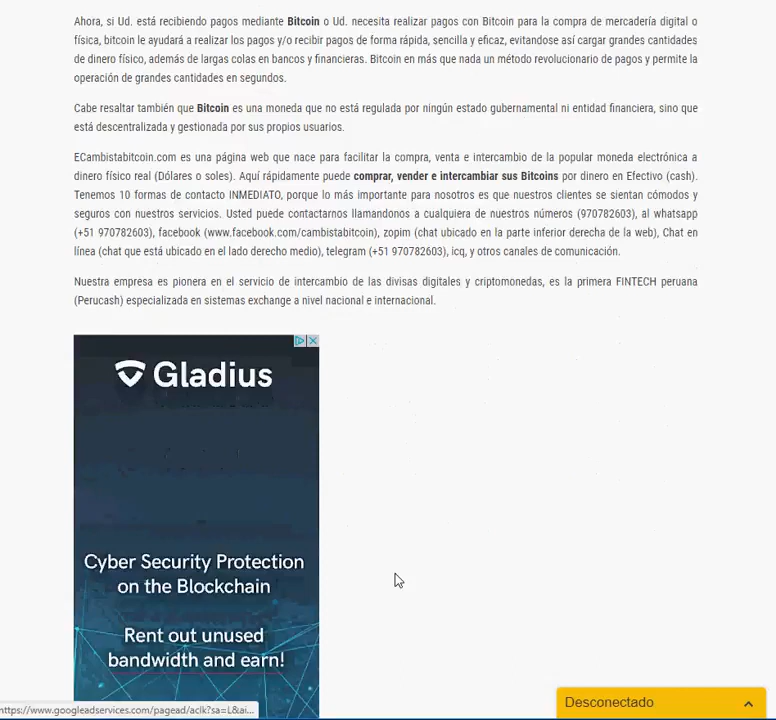 Ahora, si Ud. está recibiendo pagos mediante Bitcoin o Ud. necesita realizar pagos con Bitcoin para la compra de mercadería digital o
física, bitcoin le ayudará a realizar los pagos y/o recibir pagos de forma rápida, sencilla y eficaz, evitandose así cargar grandes cantidades
de dinero físico, además de largas colas en bancos y financieras. Bitcoin en más que nada un método revolucionario de pagos y permite la
operación de grandes cantidades en segundos.
Cabe resaltar también que Bitcoin es una moneda que no está regulada por ningún estado gubernamental ni entidad financiera, sino que
está descentralizada y gestionada por sus propios usuarios.
ECambistabitcoin.com es una página web que nace para facilitar la compra, venta e intercambio de la popular moneda electrónica a
dinero físico real (Dólares o soles). Aquí rápidamente puede comprar, vender e intercambiar sus Bitcoins por dinero en Efectivo (cash).
Tenemos 10 formas de contacto INMEDIATO, porque lo más importante para nosotros es que nuestros clientes se sientan cómodos y
seguros con nuestros servicios. Usted puede contactarnos llamandonos a cualquiera de nuestros números (970782603), al whatsapp
(+51 970782603), facebook (www.facebook.com/cambistabitcoin), zopim (chat ubicado en la parte inferior derecha de la web), Chat en
línea (chat que está ubicado en el lado derecho medio), telegram (+51 970782603), icq, y otros canales de comunicación.
Nuestra empresa es pionera en el servicio de intercambio de las divisas digitales y criptomonedas, es la primera FINTECH peruana
(Perucash) especializada en sistemas exchange a nivel nacional e internacional.
Gladius
Cyber Security Protection
on the Blockchain
Rent out unused
bandwidth and earn!
https://www.googleadservices.com/pagead/aclk?sa=L&ai...
Desconectado